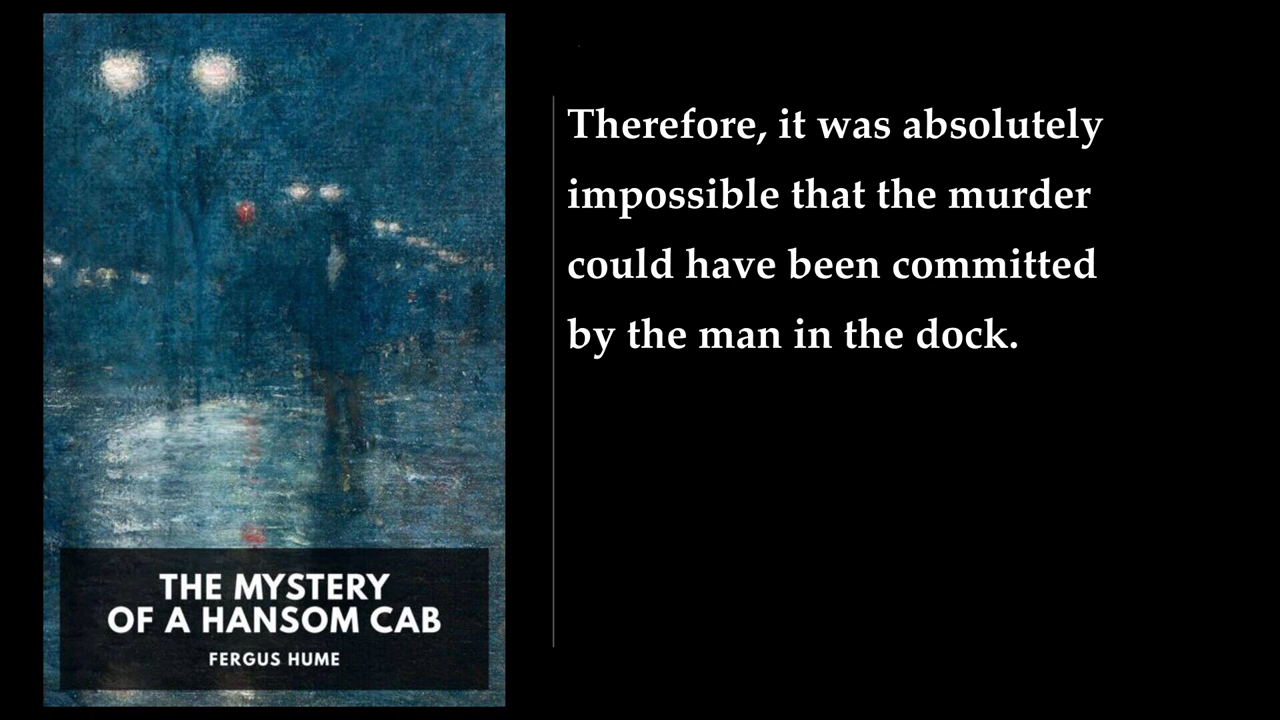 Therefore, it was absolutely
impossible that the murder
could have been committed
by the man in the dock.
THE MYSTERY
OF A HANSOM CAB
FERGUS HUME